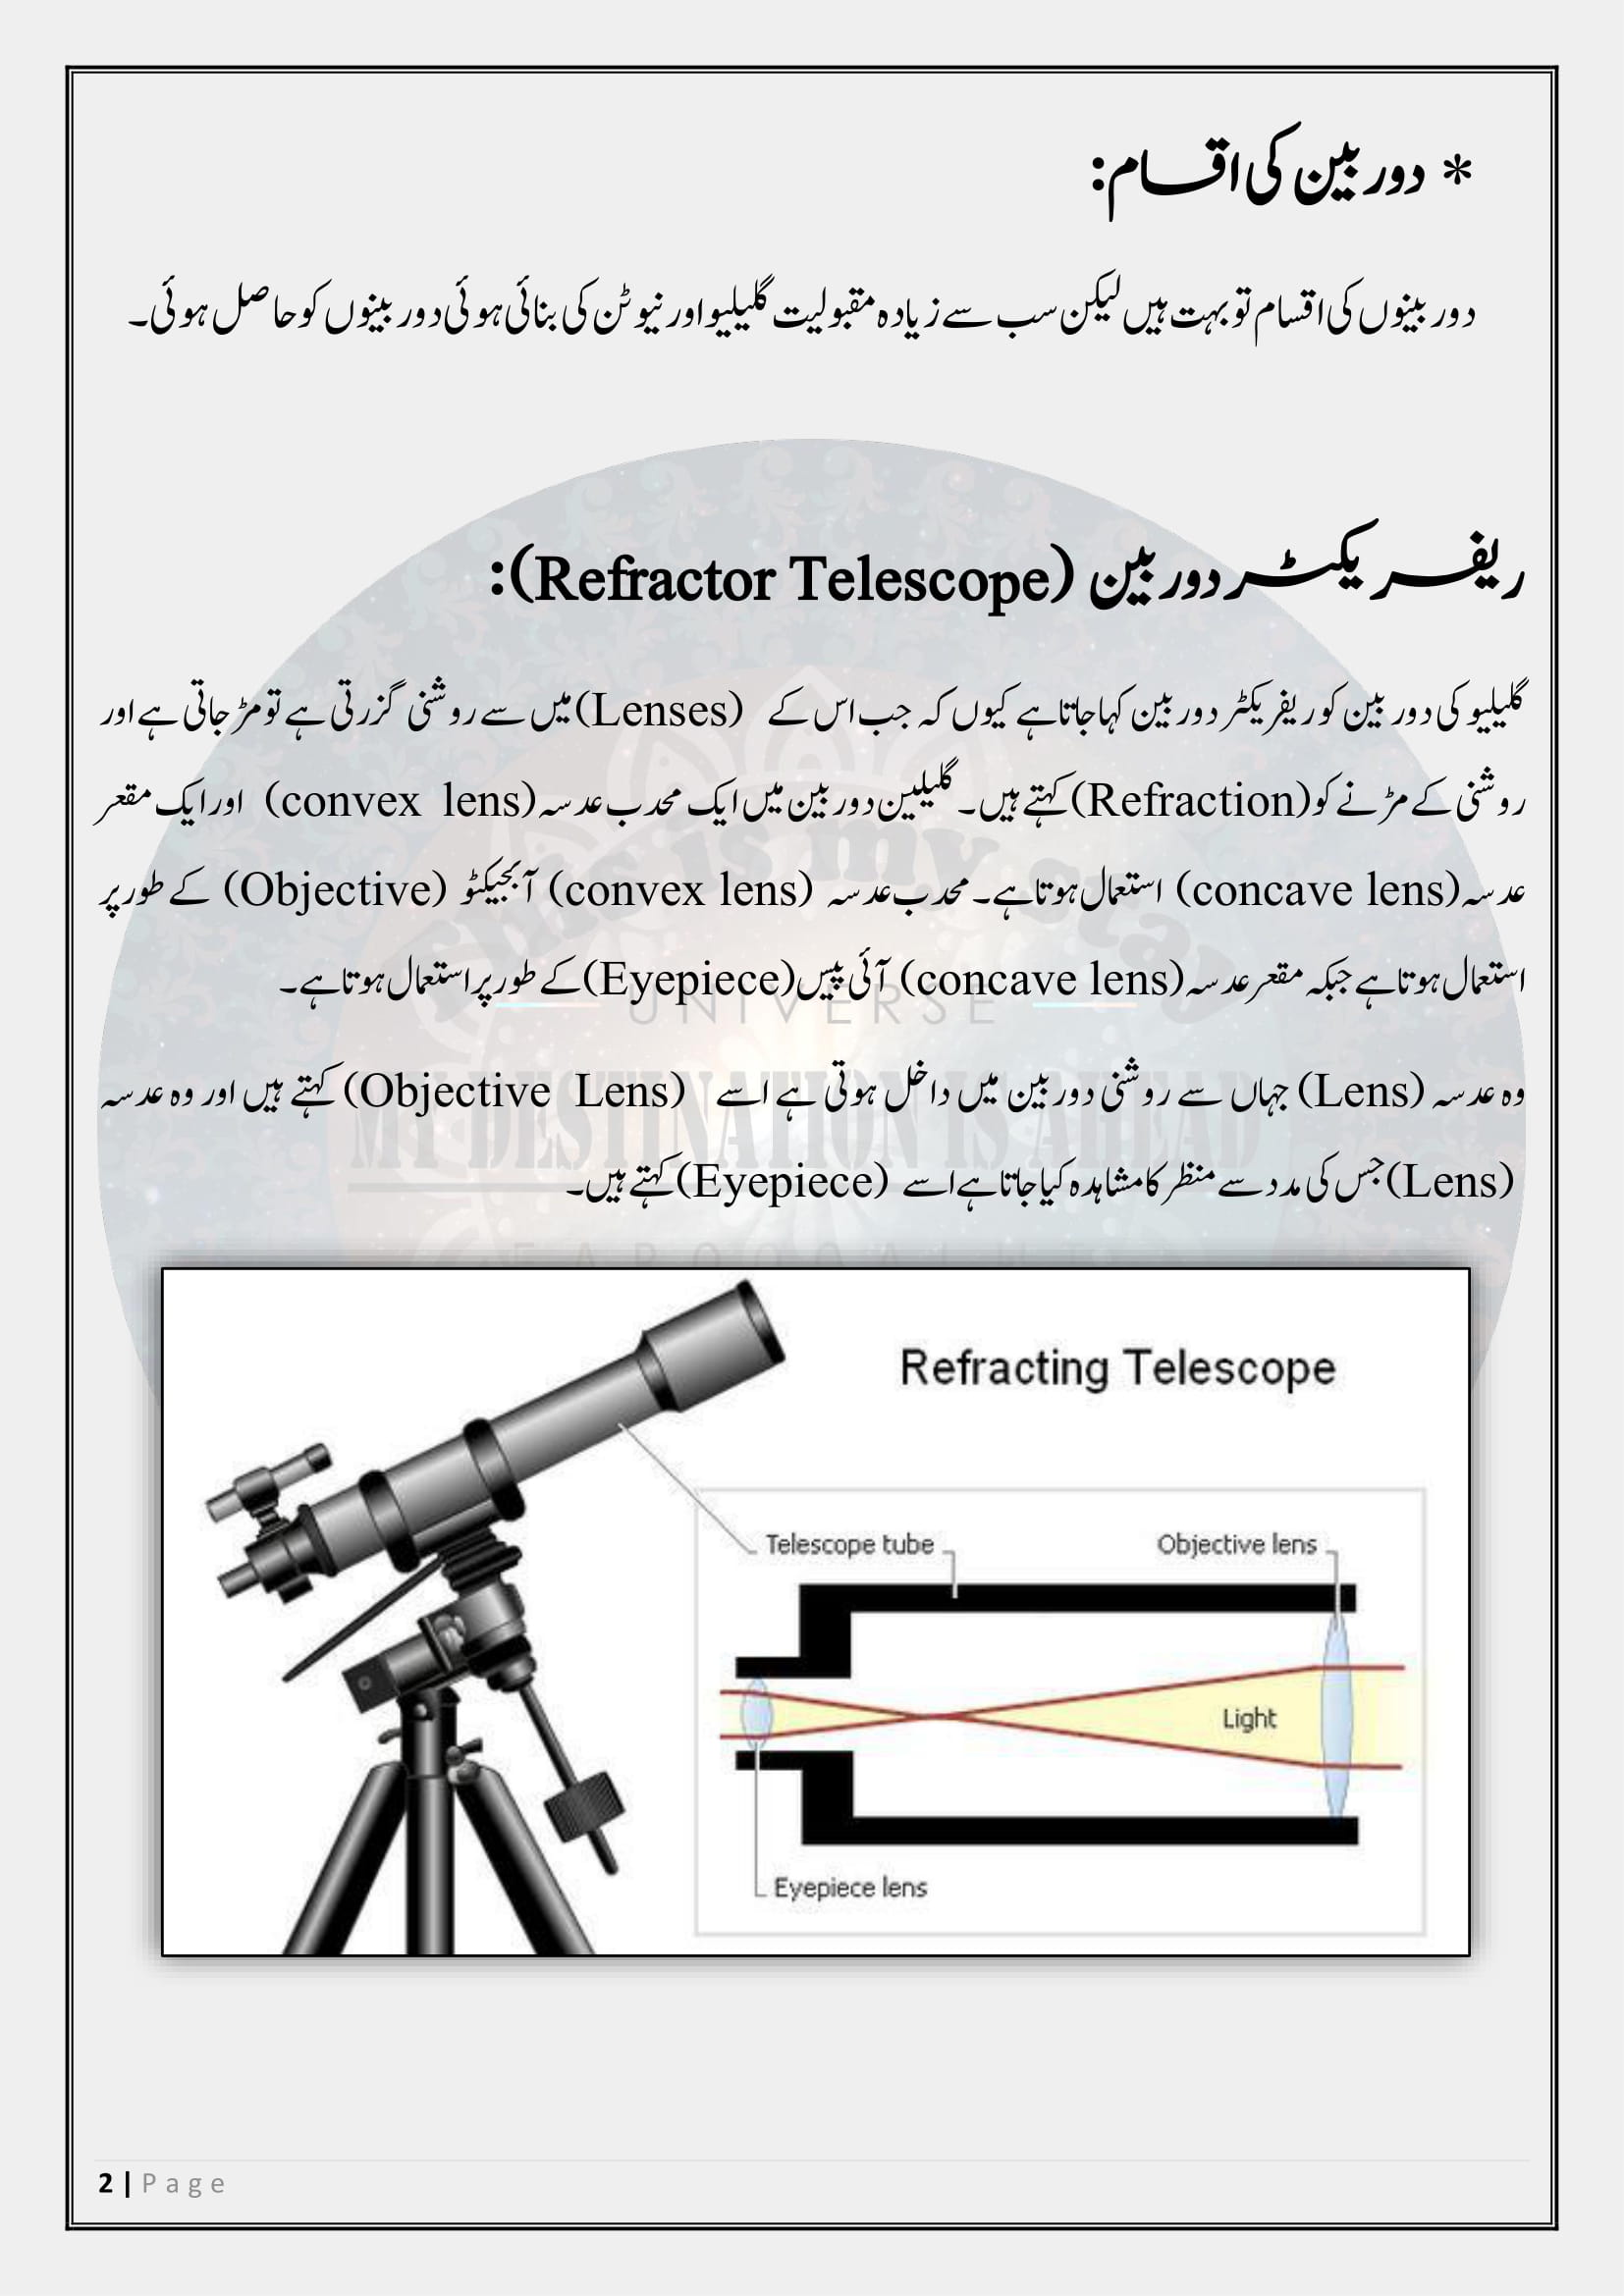 * دوربین کی اقسام:
دوربینوں کی اقسام تو بہت ہیں لیکن سب سے زیادہ مقبولیت گلیلیو اور نیوٹن کی بنائی ہوئی دوربینوں کو حاصل ہوئی۔
ریفریکٹر دوربین (Refractor Telescope):
گلیلیو کی دوربین کو ریفریکٹر دوربین کہا جاتا ہے کیوں کہ جب اس کے (Lenses) میں سے روشنی گزرتی ہے تو مڑ جاتی ہے اور
روشنی کے مڑنے کو (Refraction) کہتے ہیں۔ گلیلیین دوربین میں ایک محدب عدسہ (convex lens) اور ایک مقعر
عدسہ (concave lens) استعمال ہوتا ہے۔ محدب عدسہ (convex lens) آبجیکٹو (Objective) کے طور پر
استعمال ہوتا ہے جبکہ مقعر عدسہ (concave lens) آئی پیس (Eyepiece) کے طور پر استعمال ہوتا ہے۔
وہ عدسہ (Lens) جہاں سے روشنی دوربین میں داخل ہوتی ہے اسے (Objective Lens) کہتے ہیں اور وہ عدسہ
(Lens) جس کی مدد سے منظر کا مشاہدہ کیا جاتا ہے اسے (Eyepiece) کہتے ہیں۔
this is my stay
UNIVERSE
MY DESTINATION IS AHEAD
Refracting Telescope
Telescope tube
Objective lens
Light
Eyepiece lens
2 | Page